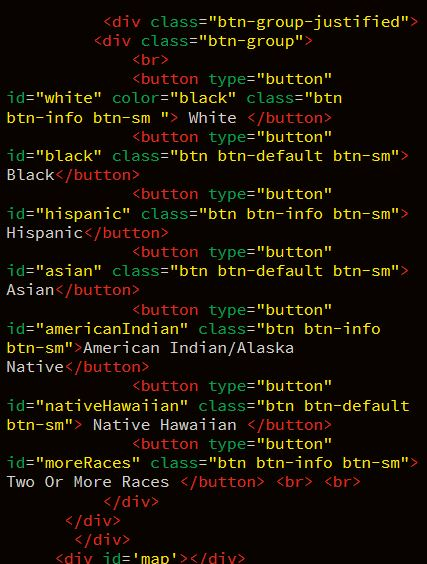 <div class="btn-group-justified">
<div class="btn-group">
<br>
<button type="button"
id="white" color="black" class="btn
btn-info btn-sm "> White </button>
<button type="button"
id="black" class="btn btn-default btn-sm">
Black</button>
<button type="button"
id="hispanic" class="btn btn-info btn-sm">
Hispanic</button>
<button type="button"
id="asian" class="btn btn-default btn-sm">
Asian</button>
<button type="button"
id="americanIndian" class="btn btn-info
btn-sm">American Indian/Alaska
Native</button>
<button type="button"
id="nativeHawaiian" class="btn btn-default
btn-sm"> Native Hawaiian </button>
<button type="button"
id="moreRaces" class="btn btn-info btn-sm">
Two Or More Races </button> <br> <br>
</div>
</div>
</div>
<div id='map'></div>